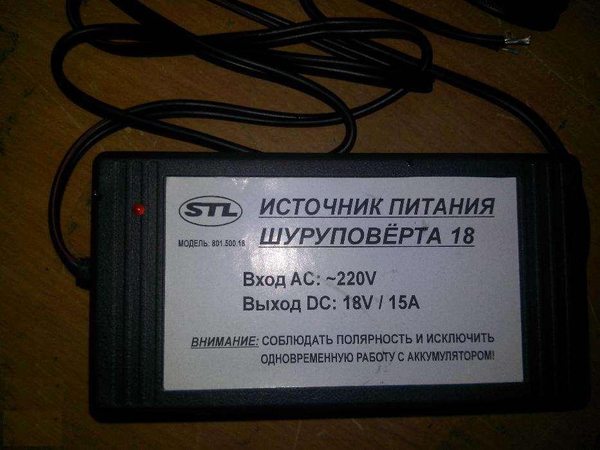 STL
МОДЕЛЬ: 801.500.18
ИСТОЧНИК ПИТАНИЯ
ШУРУПОВЁРТА 18
Вход AC: ~220V
Выход DC: 18V / 15A
ВНИМАНИЕ: СОБЛЮДАТЬ ПОЛЯРНОСТЬ И ИСКЛЮЧИТЬ
ОДНОВРЕМЕННУЮ РАБОТУ С АККУМУЛЯТОРОМ!